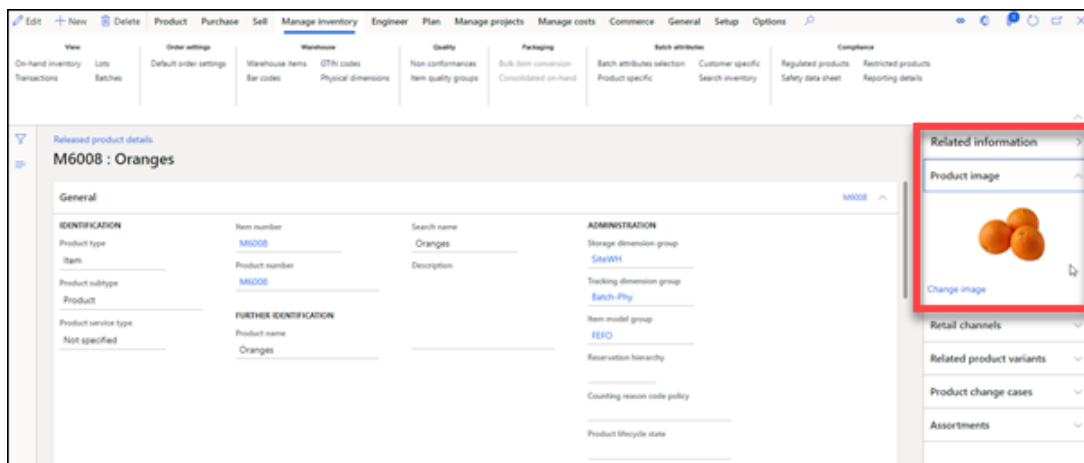 Edit New Delete Product Purchase Sell Manage inventory Engineer Plan Manage projects Manage costs Commerce General Setup Options
View Order settings Warehouse Quality Packaging Batch attributes Compliance
On-hand inventory Lots Default order settings Warehouse items GTIN codes Non conformances Bulk item conversion Batch attributes selection Customer specific Regulated products Restricted products
Transactions Batches Bar codes Physical dimensions Item quality groups Consolidated on-hand Product specific Search inventory Safety data sheet Reporting details
Released product details
M6008 : Oranges
General M6008
IDENTIFICATION
Product type
Item
Product subtype
Product
Product service type
Not specified
Item number
M6008
Product number
M6008
FURTHER IDENTIFICATION
Product name
Oranges
Search name
Oranges
Description
ADMINISTRATION
Storage dimension group
SiteWH
Tracking dimension group
Batch-Phy
Item model group
FEFO
Reservation hierarchy
Counting reason code policy
Product lifecycle state
Related information
Product image
Change image
Retail channels
Related product variants
Product change cases
Assortments